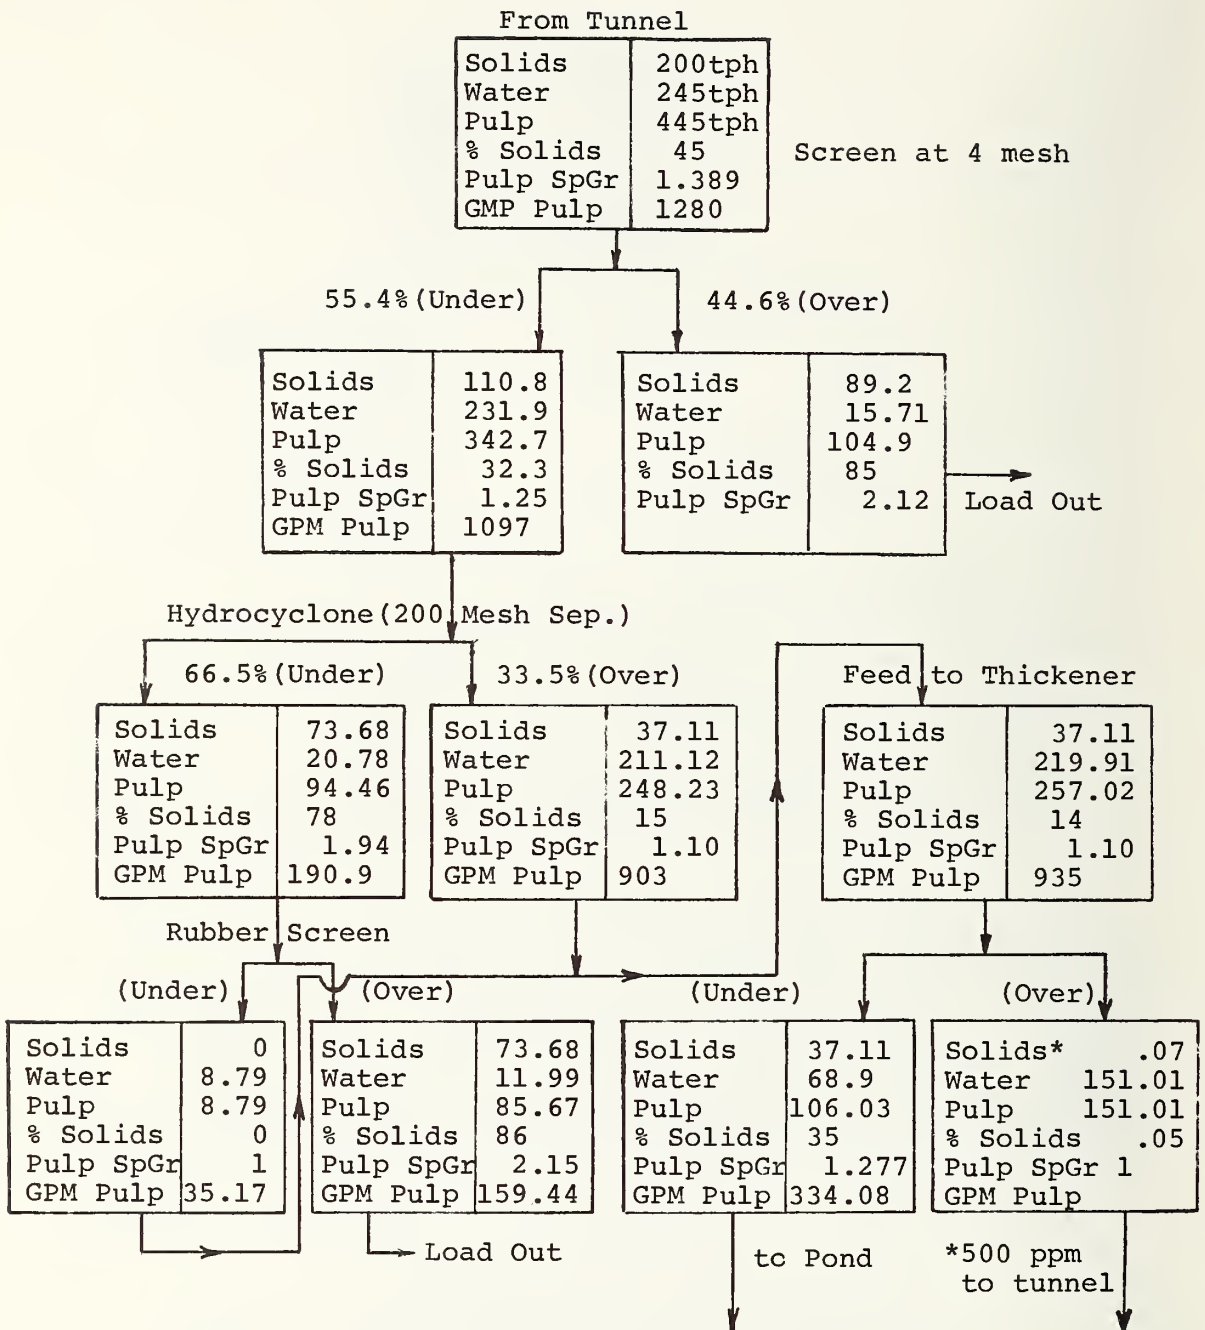 From Tunnel
Solids 200tph
Water 245tph
Pulp 445tph
% Solids 45
Pulp SpGr 1.389
GMP Pulp 1280
Screen at 4 mesh
55.4%(Under)
44.6%(Over)
Solids 110.8
Water 231.9
Pulp 342.7
% Solids 32.3
Pulp SpGr 1.25
GPM Pulp 1097
Solids 89.2
Water 15.71
Pulp 104.9
% Solids 85
Pulp SpGr 2.12
Load Out
Hydrocyclone(200 Mesh Sep.)
66.5%(Under)
33.5%(Over)
Feed to Thickener
Solids 73.68
Water 20.78
Pulp 94.46
% Solids 78
Pulp SpGr 1.94
GPM Pulp 190.9
Solids 37.11
Water 211.12
Pulp 248.23
% Solids 15
Pulp SpGr 1.10
GPM Pulp 903
Solids 37.11
Water 219.91
Pulp 257.02
% Solids 14
Pulp SpGr 1.10
GPM Pulp 935
Rubber Screen
(Under)
(Over)
(Under)
(Over)
Solids 0
Water 8.79
Pulp 8.79
% Solids 0
Pulp SpGr 1
GPM Pulp 35.17
Solids 73.68
Water 11.99
Pulp 85.67
% Solids 86
Pulp SpGr 2.15
GPM Pulp 159.44
Solids 37.11
Water 68.9
Pulp 106.03
% Solids 35
Pulp SpGr 1.277
GPM Pulp 334.08
Solids* .07
Water 151.01
Pulp 151.01
% Solids .05
Pulp SpGr 1
GPM Pulp
Load Out
tc Pond
*500 ppm
to tunnel